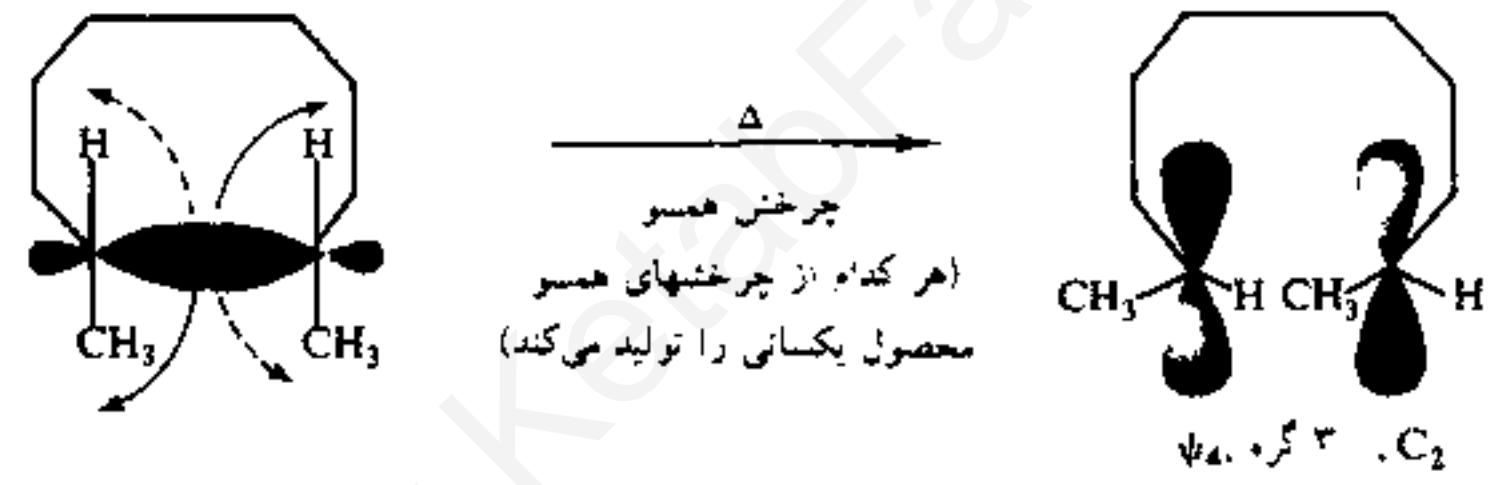 H H
CH₃ CH₃
Δ
چرخش همسو
(هر کدام از چرخشهای همسو
محصول یکسانی را تولید می‌کند)
CH₃ H CH₃ H
ψ₄، ۳ گره، C₂
KetabFa